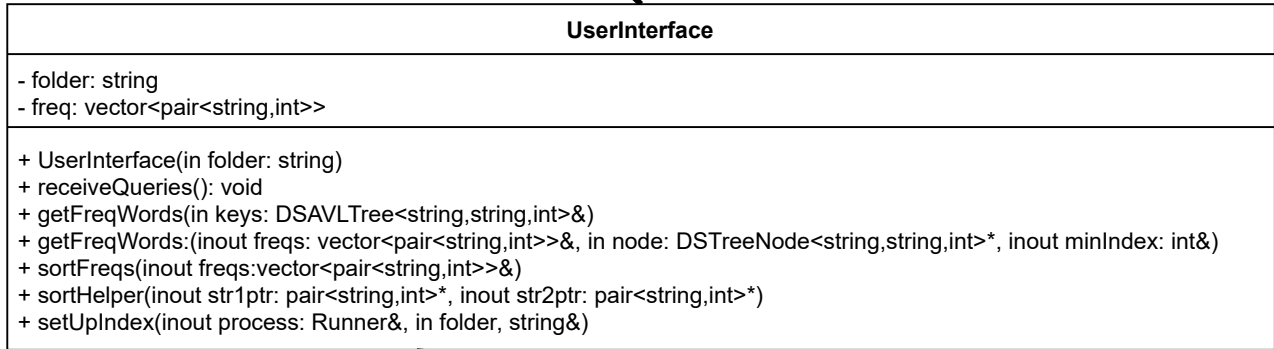 UserInterface
- folder: string
- freq: vector<pair<string,int>>
+ UserInterface(in folder: string)
+ receiveQueries(): void
+ getFreqWords(in keys: DSAVLTree<string,string,int>&)
+ getFreqWords:(inout freqs: vector<pair<string,int>>&, in node: DSTreeNode<string,string,int>*, inout minIndex: int&)
+ sortFreqs(inout freqs:vector<pair<string,int>>&)
+ sortHelper(inout str1ptr: pair<string,int>*, inout str2ptr: pair<string,int>*)
+ setUpIndex(inout process: Runner&, in folder, string&)